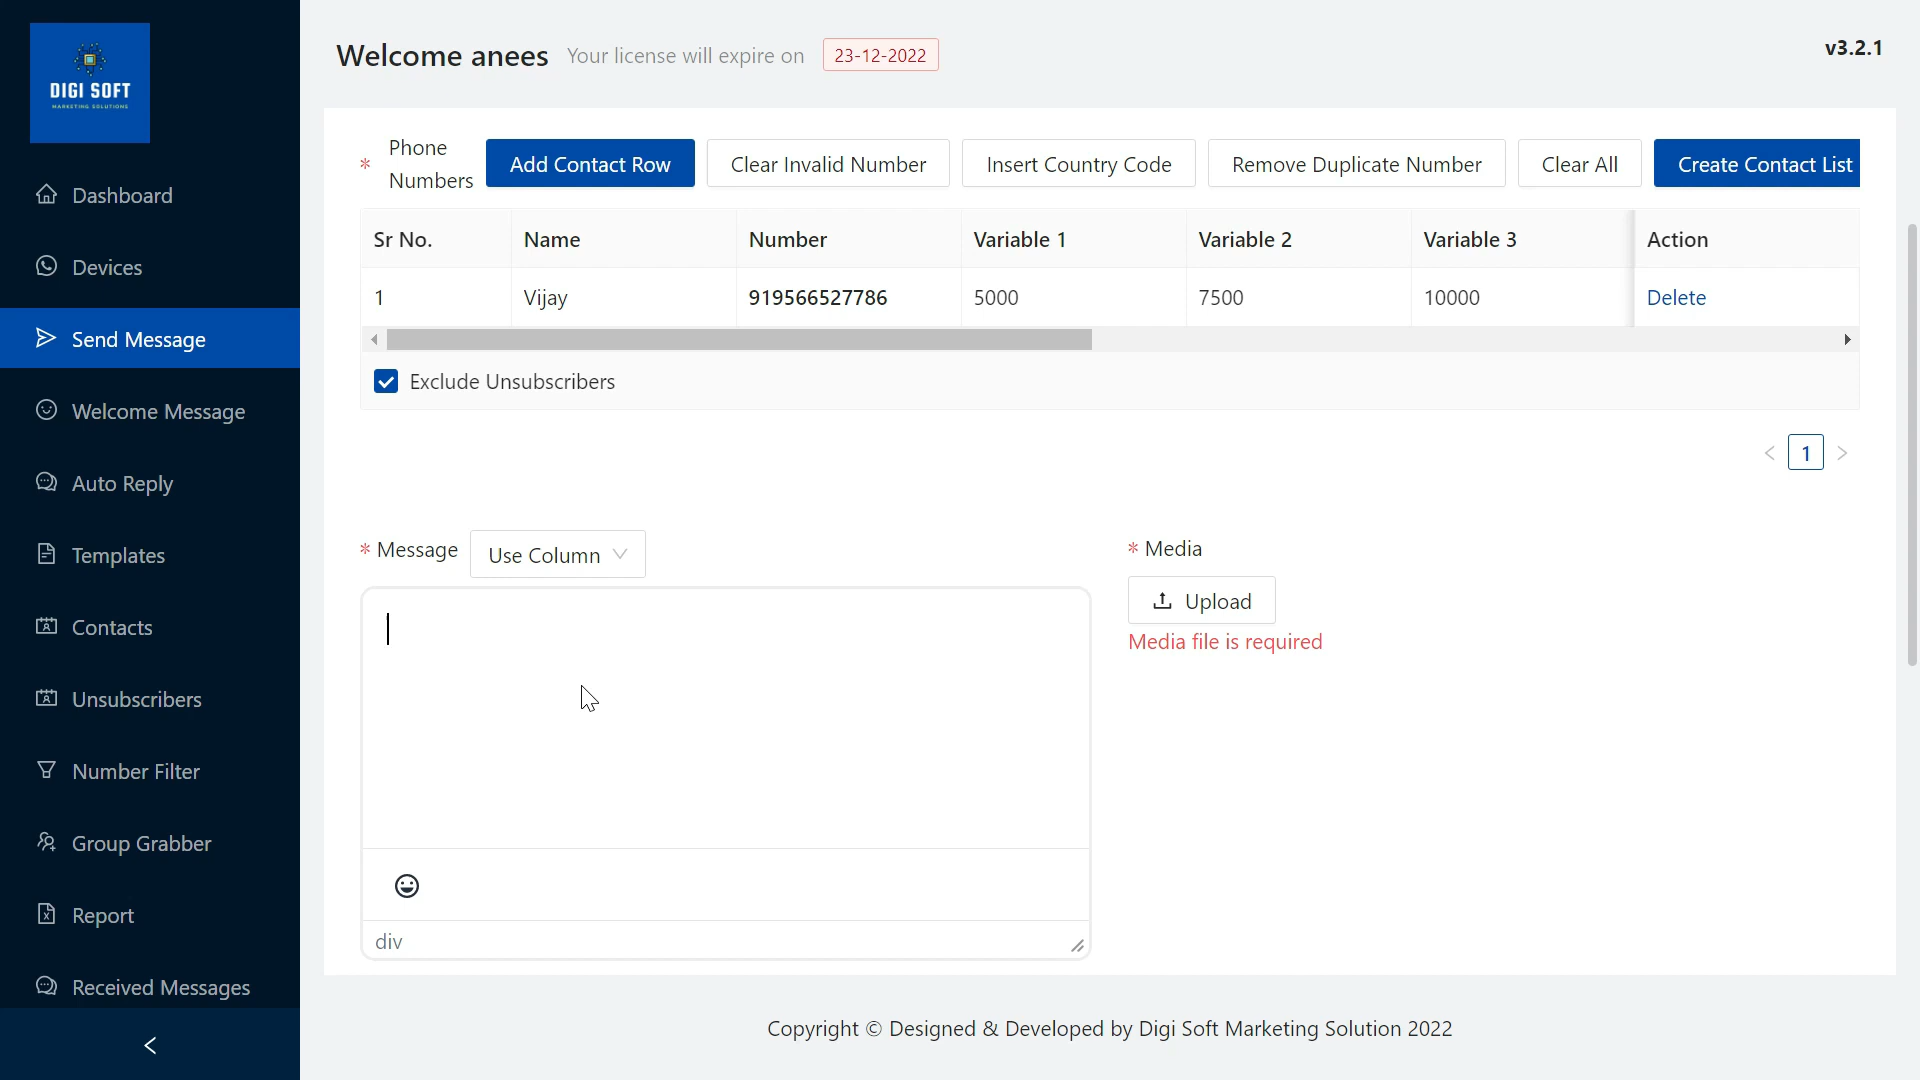 DIGI SOFT
MARKETING SOLUTIONS
Dashboard
Devices
Send Message
Welcome Message
Auto Reply
Templates
Contacts
Unsubscribers
Number Filter
Group Grabber
Report
Received Messages
Welcome anees Your license will expire on 23-12-2022
v3.2.1
* Phone Numbers
Add Contact Row Clear Invalid Number Insert Country Code Remove Duplicate Number Clear All Create Contact List
Sr No. Name Number Variable 1 Variable 2 Variable 3 Action
1 Vijay 919566527786 5000 7500 10000 Delete
Exclude Unsubscribers
< 1 >
* Message Use Column
div
* Media
Upload
Media file is required
Copyright © Designed & Developed by Digi Soft Marketing Solution 2022